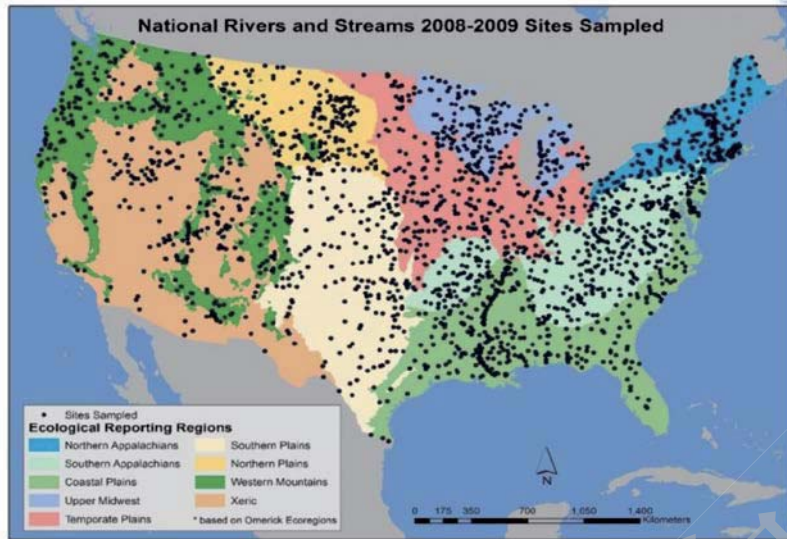 National Rivers and Streams 2008-2009 Sites Sampled
Sites Sampled
Ecological Reporting Regions
Northern Appalachians
Southern Appalachians
Coastal Plains
Upper Midwest
Temporate Plains
Southern Plains
Northern Plains
Western Mountains
Xeric
* based on Omerick Ecoregions
N
0 175 350 700 1,050 1,400
Kilometers